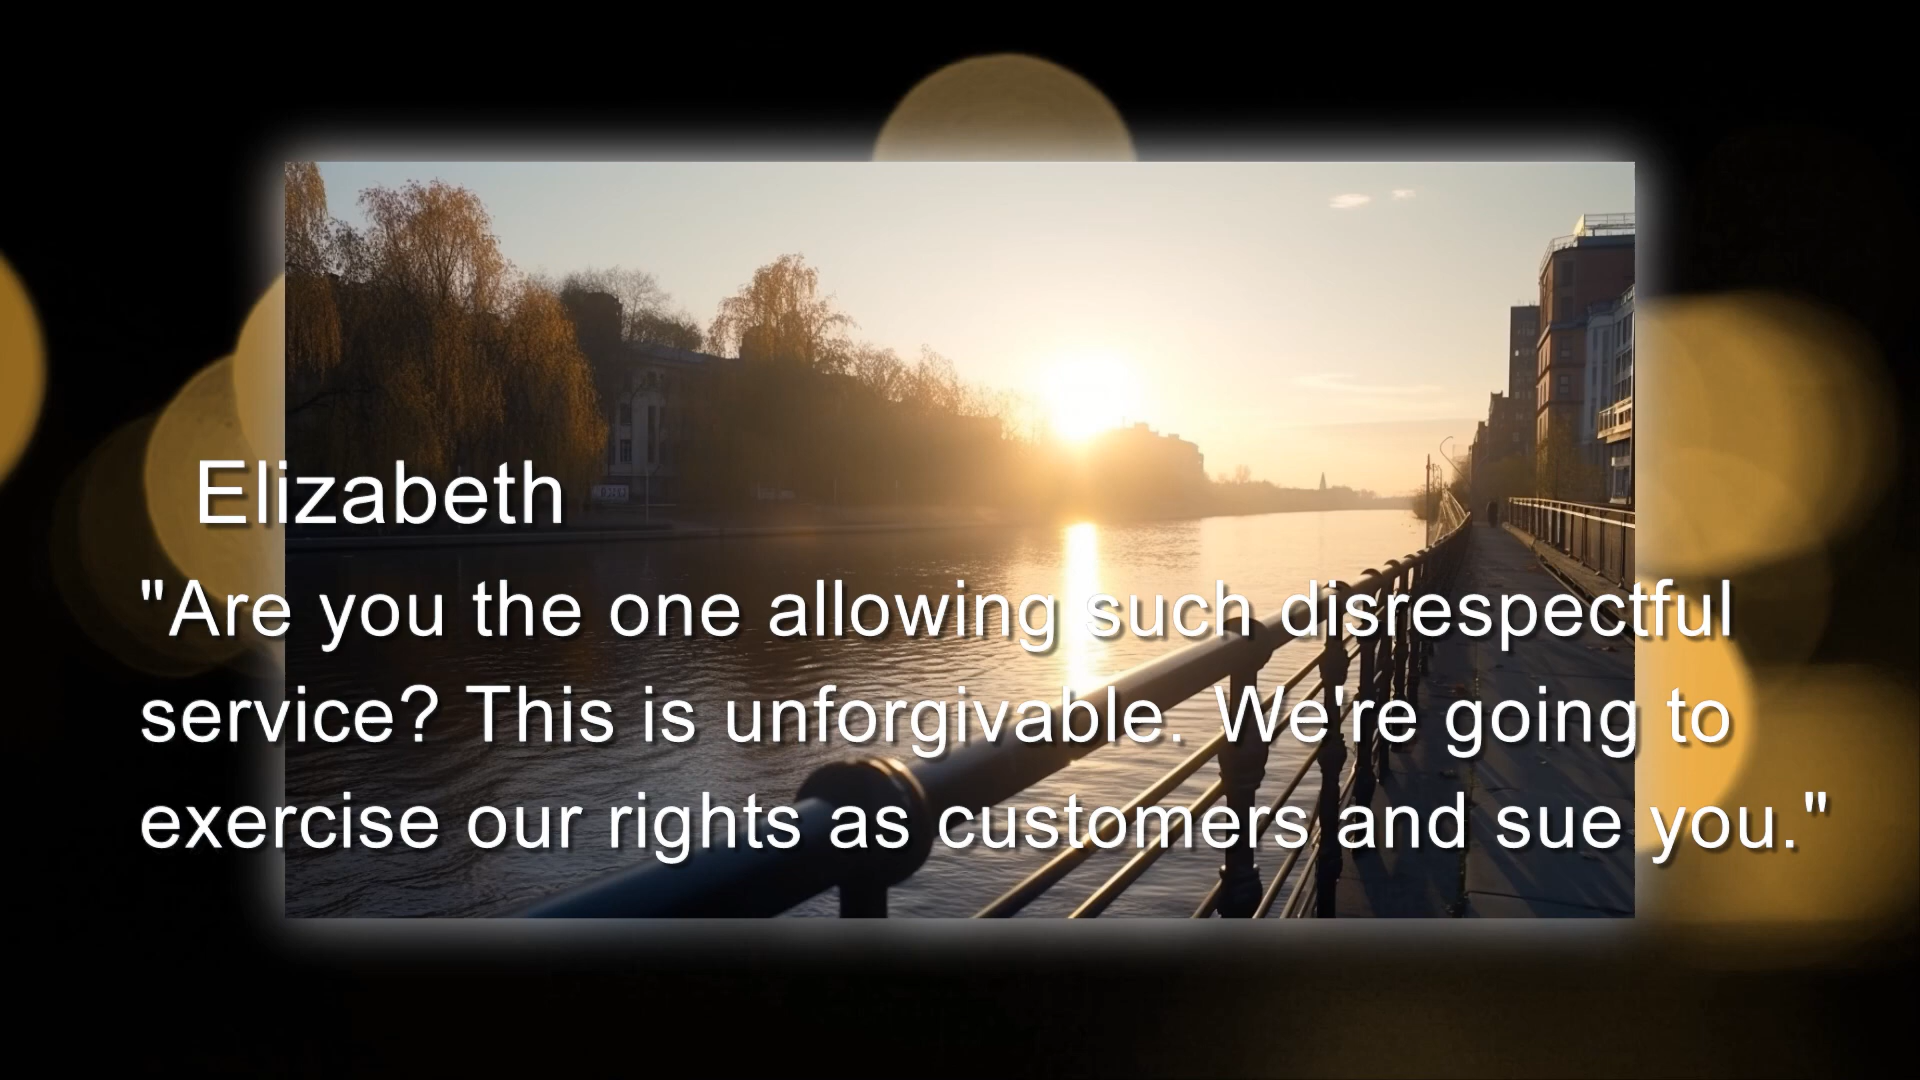 Elizabeth
"Are you the one allowing such disrespectful
service? This is unforgivable. We're going to
exercise our rights as customers and sue you."